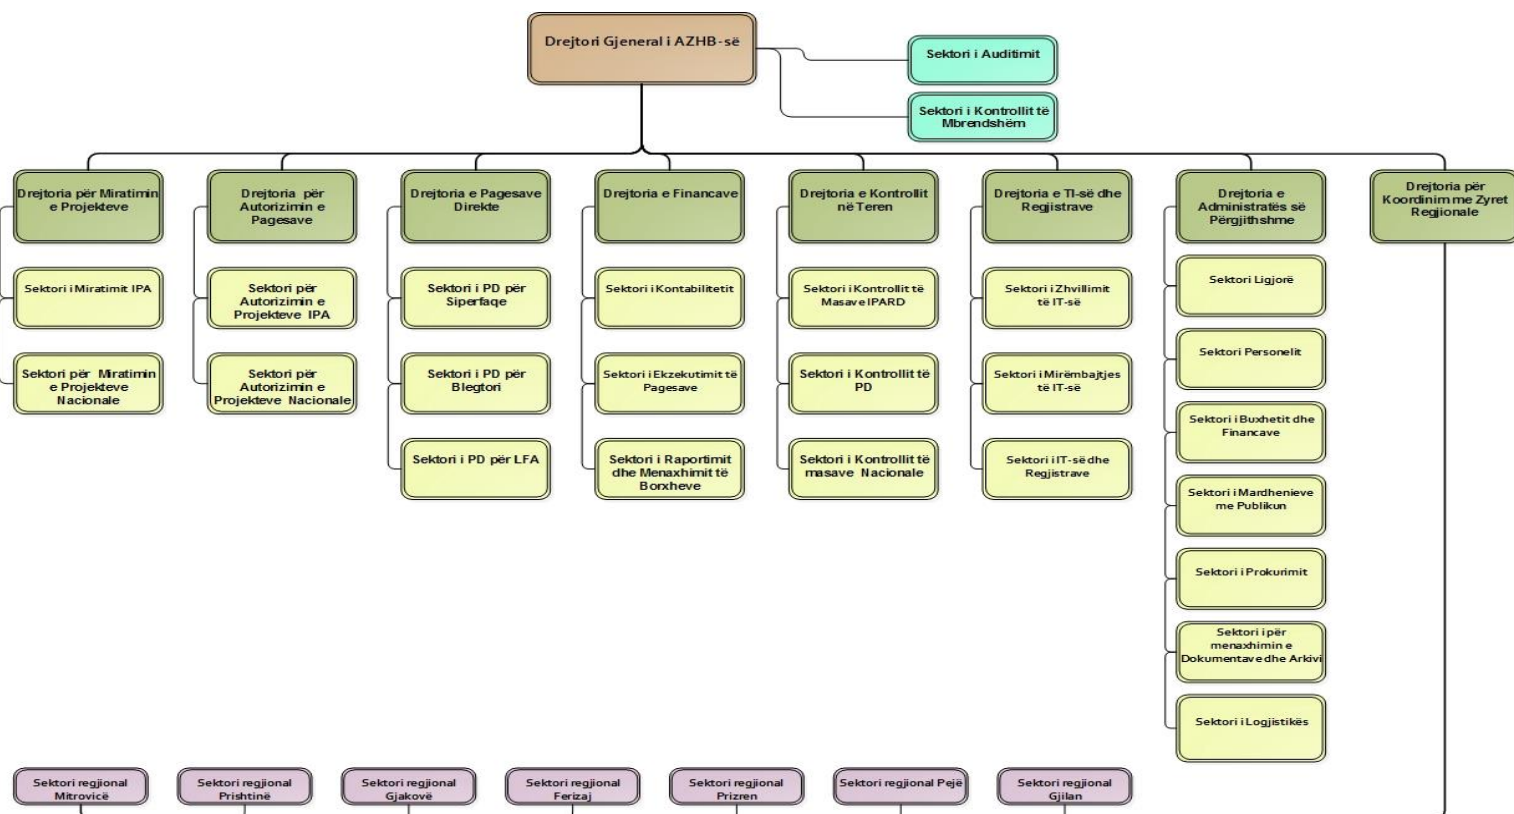 Drejtori Gjeneral i AZHB-së
Sektori i Auditimit
Sektori i Kontrollit të
Mbrendshëm
Drejtoria për Miratimin
e Projekteve
Drejtoria për
Autorizimin e
Pagesave
Drejtoria e Pagesave
Direkte
Drejtoria e Financave
Drejtoria e Kontrollit
në Teren
Drejtoria e TI-së dhe
Regjistrave
Drejtoria e
Administratës së
Përgjithshme
Drejtoria për
Koordinim me Zyret
Regjionale
Sektori i Miratimit IPA
Sektori për
Autorizimin e
Projekteve IPA
Sektori i PD për
Siperfaqe
Sektori i Kontabilitetit
Sektori i Kontrollit të
Masave IPARD
Sektori i Zhvillimit
të IT-së
Sektori Ligjorë
Sektori për Miratimin
e Projekteve
Nacionale
Sektori për
Autorizimin e
Projekteve Nacionale
Sektori i PD për
Blegtori
Sektori i Ekzekutimit të
Pagesave
Sektori i Kontrollit të
PD
Sektori i Mirëmbajtjes
të IT-së
Sektori Personelit
Sektori i Buxhetit dhe
Financave
Sektori i PD për LFA
Sektori i Raportimit
dhe Menaxhimit të
Borxheve
Sektori i Kontrollit të
masave Nacionale
Sektori i IT-së dhe
Regjistrave
Sektori i Mardhenieve
me Publikun
Sektori i Prokurimit
Sektori i për
menaxhimin e
Dokumentave dhe Arkivi
Sektori i Logjistikës
Sektori regjional
Mitrovicë
Sektori regjional
Prishtinë
Sektori regjional
Gjakovë
Sektori regjional
Ferizaj
Sektori regjional
Prizren
Sektori regjional Pejë
Sektori regjional
Gjilan